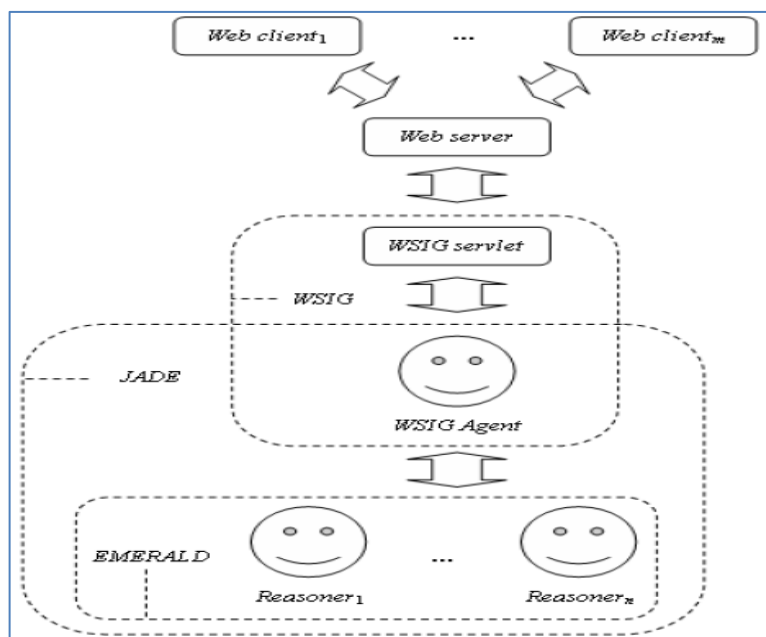 Web client1 ... Web clientm
Web server
WSIG servlet
WSIG
JADE
WSIG Agent
EMERALD
...
Reasoner1 Reasonern